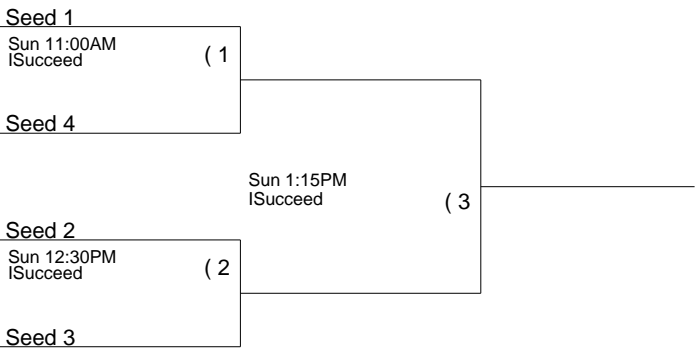 Seed 1
Sun 11:00AM
ISucceed
( 1
Seed 4
Sun 1:15PM
ISucceed
( 3
Seed 2
Sun 12:30PM
ISucceed
( 2
Seed 3